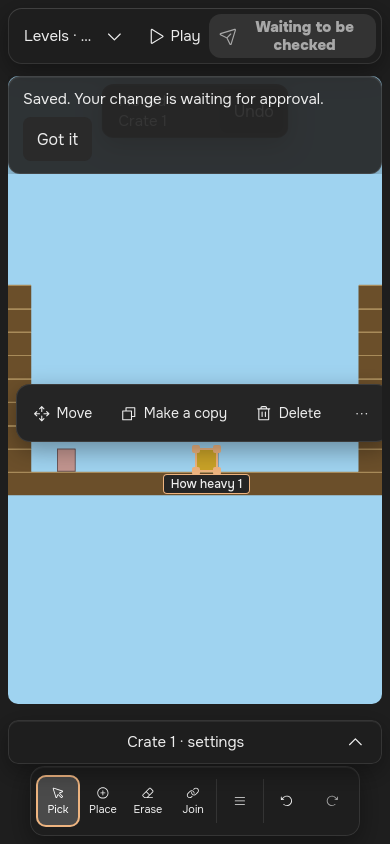 Levels · ...
Play
Waiting to be
checked
Saved. Your change is waiting for approval.
Undo
Crate 1
Got it
Move
Make a copy
Delete
...
How heavy 1
Crate 1 · settings
Pick
Place
Erase
Join